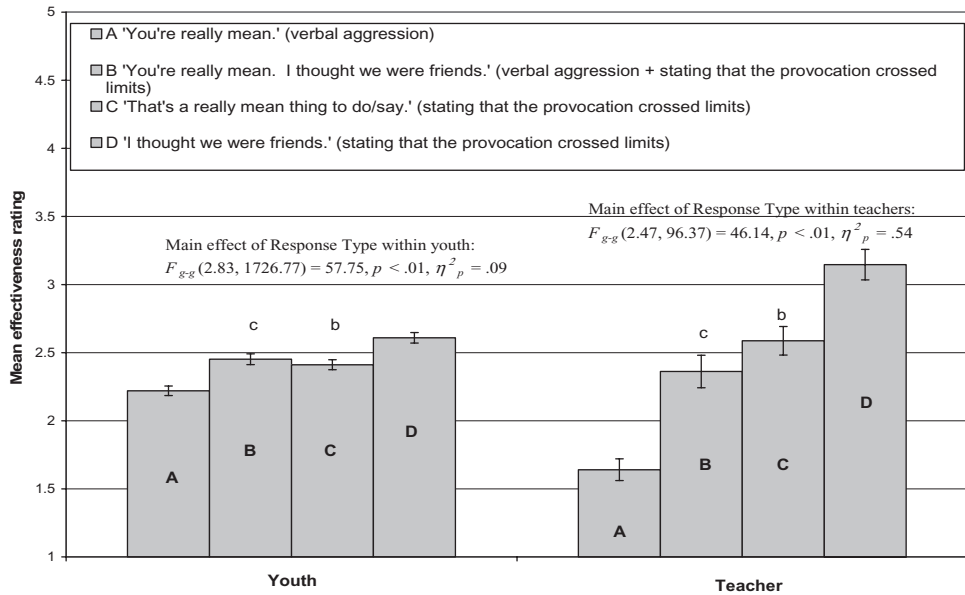 5
4.5
4
3.5
3
2.5
2
1.5
1
Mean effectiveness rating
A 'You're really mean.' (verbal aggression)
B 'You're really mean.  I thought we were friends.' (verbal aggression + stating that the provocation crossed
limits)
C 'That's a really mean thing to do/say.' (stating that the provocation crossed limits)
D 'I thought we were friends.' (stating that the provocation crossed limits)
Main effect of Response Type within youth:
F g-g (2.83, 1726.77) = 57.75, p < .01, η²p = .09
Main effect of Response Type within teachers:
F g-g (2.47, 96.37) = 46.14, p < .01, η²p = .54
c
b
A
B
C
D
c
b
A
B
C
D
Youth
Teacher